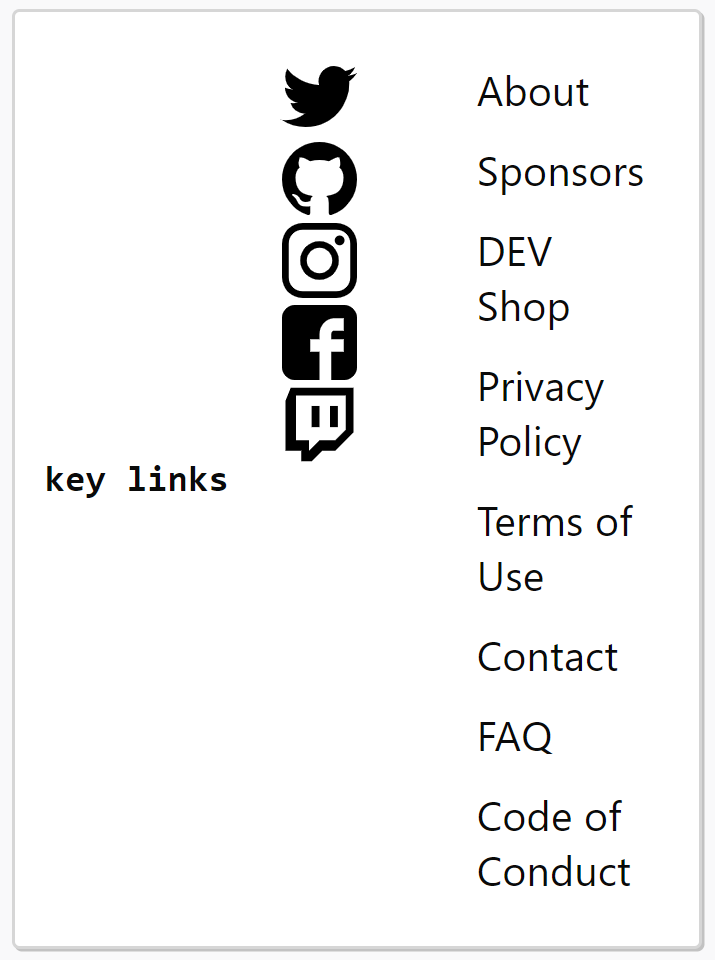 key links
About
Sponsors
DEV
Shop
Privacy
Policy
Terms of
Use
Contact
FAQ
Code of
Conduct